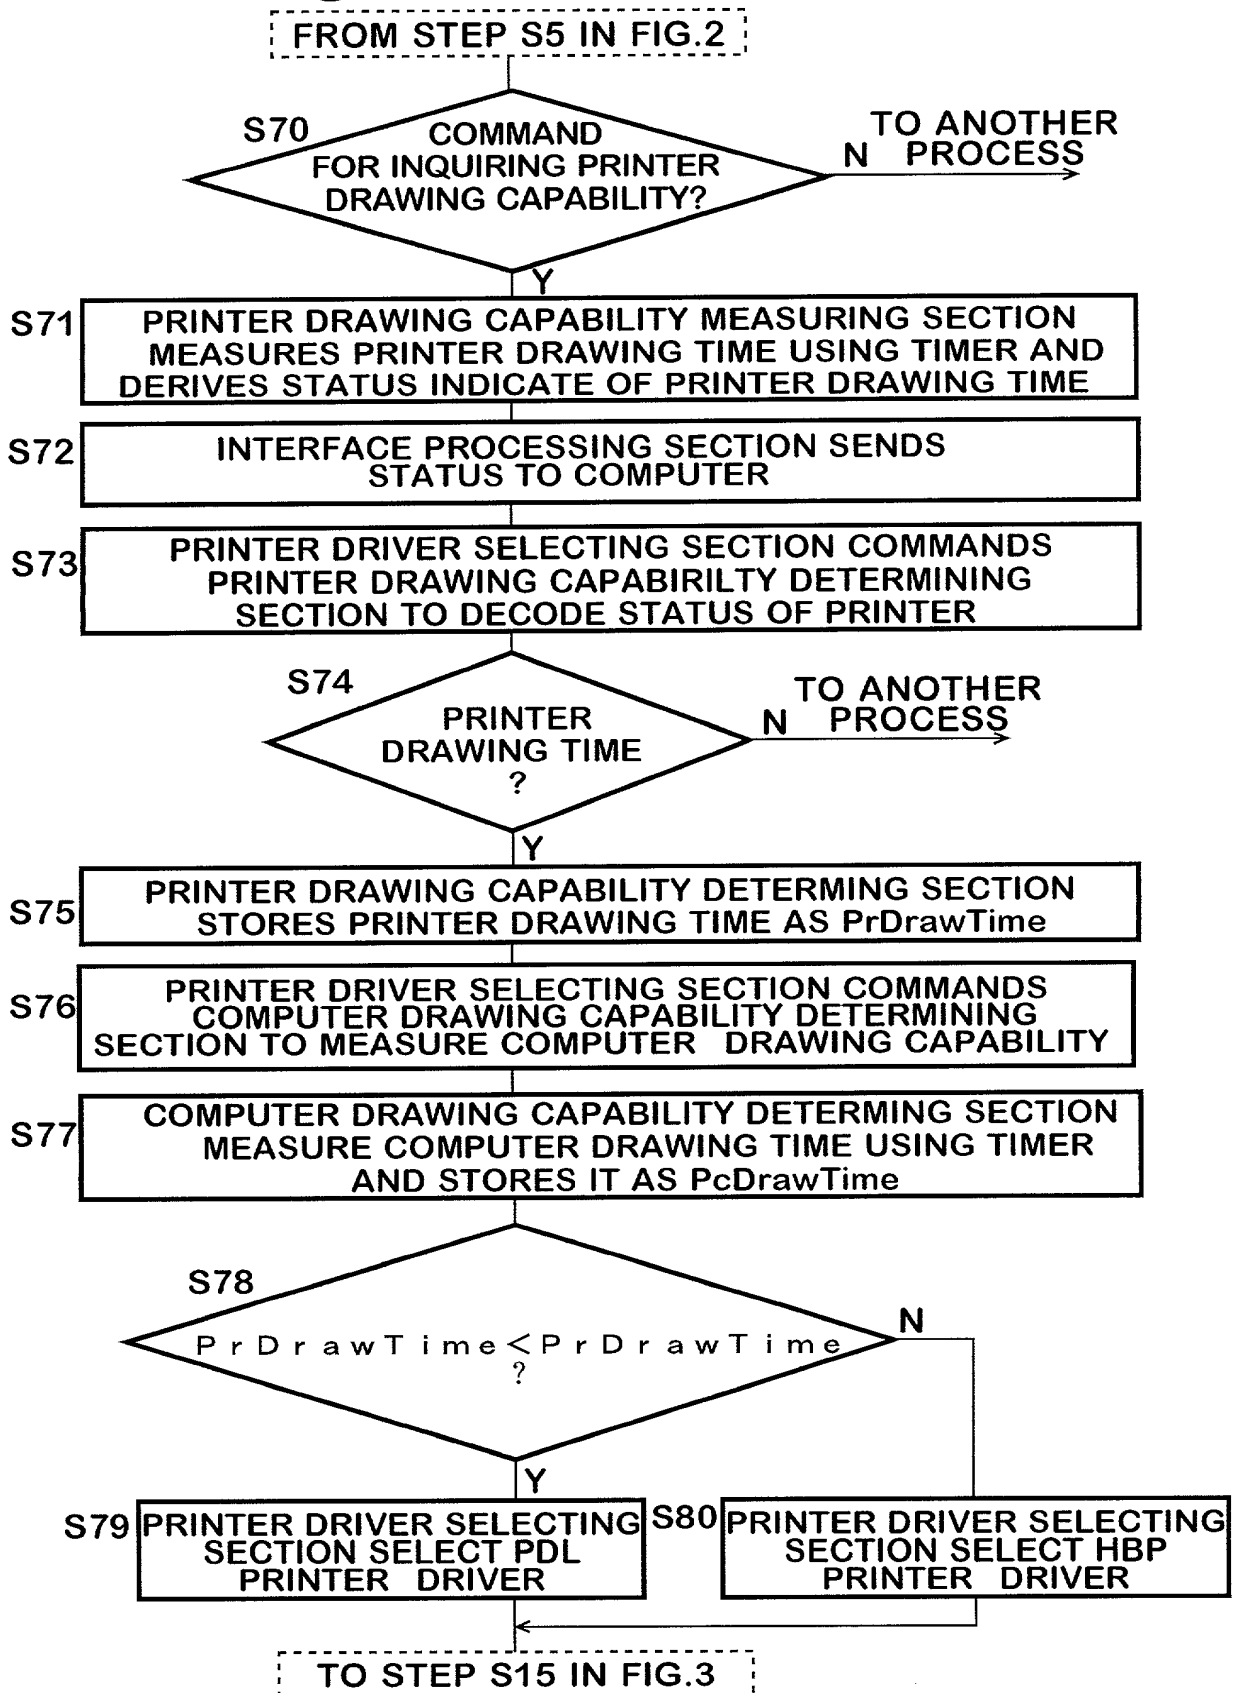 FROM STEP S5 IN FIG.2
S70
COMMAND
FOR INQUIRING PRINTER
DRAWING CAPABILITY?
TO ANOTHER
N PROCESS
Y
S71
PRINTER DRAWING CAPABILITY MEASURING SECTION
MEASURES PRINTER DRAWING TIME USING TIMER AND
DERIVES STATUS INDICATE OF PRINTER DRAWING TIME
S72
INTERFACE PROCESSING SECTION SENDS
STATUS TO COMPUTER
S73
PRINTER DRIVER SELECTING SECTION COMMANDS
PRINTER DRAWING CAPABIRILTY DETERMINING
SECTION TO DECODE STATUS OF PRINTER
S74
PRINTER
DRAWING TIME
?
TO ANOTHER
N PROCESS
Y
S75
PRINTER DRAWING CAPABILITY DETERMING SECTION
STORES PRINTER DRAWING TIME AS PrDrawTime
S76
PRINTER DRIVER SELECTING SECTION COMMANDS
COMPUTER DRAWING CAPABILITY DETERMINING
SECTION TO MEASURE COMPUTER DRAWING CAPABILITY
S77
COMPUTER DRAWING CAPABILITY DETERMING SECTION
MEASURE COMPUTER DRAWING TIME USING TIMER
AND STORES IT AS PcDrawTime
S78
PrDrawTime<PrDrawTime
?
N
Y
S79
PRINTER DRIVER SELECTING
SECTION SELECT PDL
PRINTER DRIVER
S80
PRINTER DRIVER SELECTING
SECTION SELECT HBP
PRINTER DRIVER
TO STEP S15 IN FIG.3